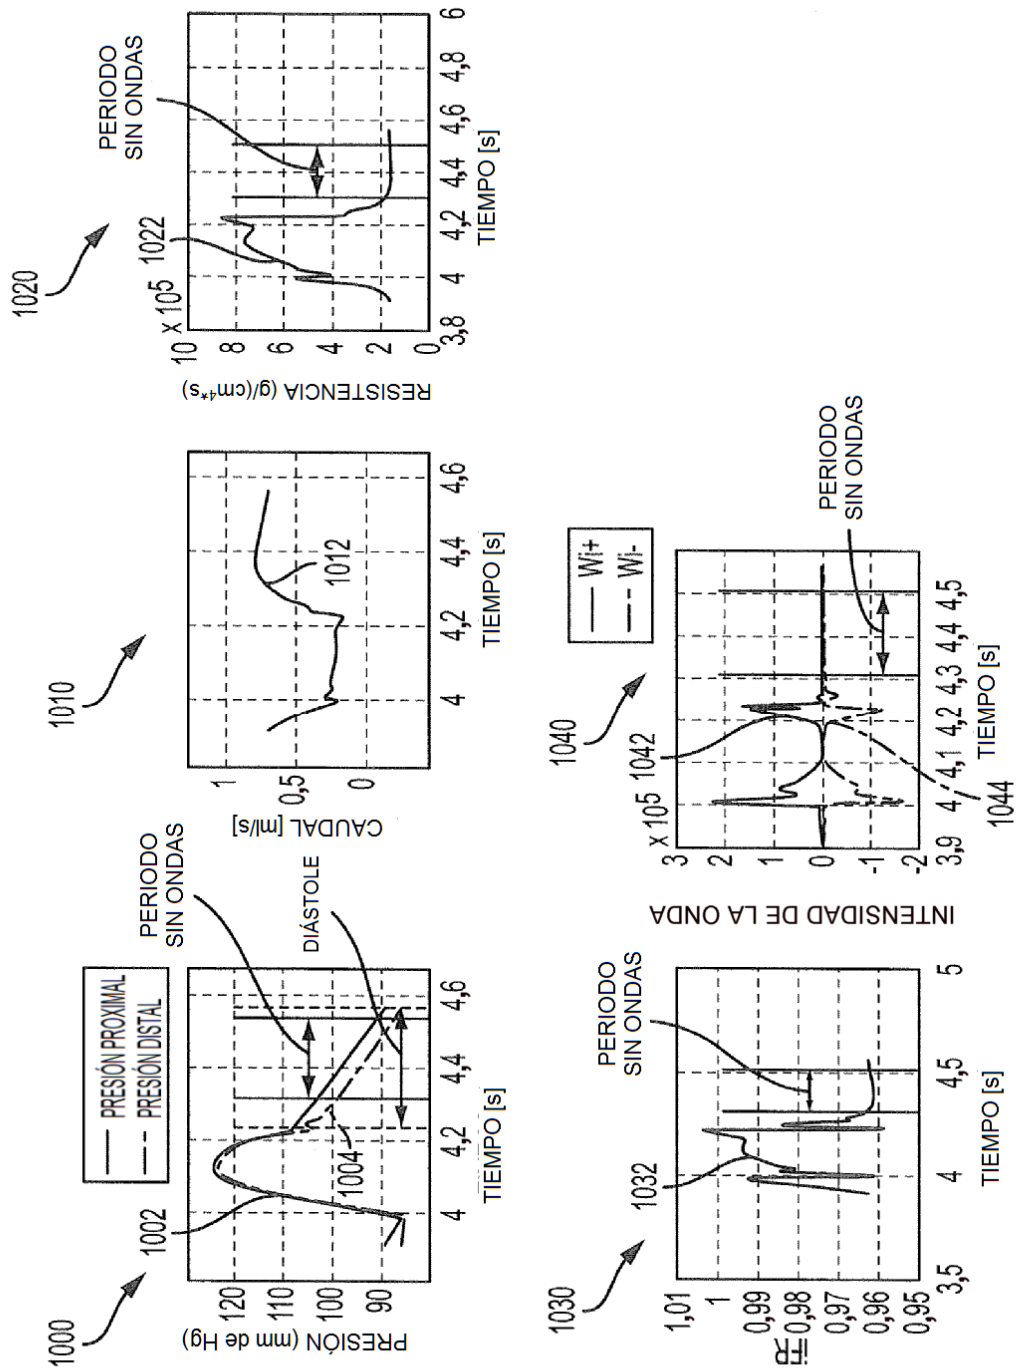 1000
PRESIÓN PROXIMAL
PRESIÓN DISTAL
PERIODO
SIN ONDAS
DIÁSTOLE
1002
1004
PRESIÓN (mm de Hg)
120
110
100
90
4
4,2
4,4
4,6
TIEMPO [s]
1010
CAUDAL [m/s]
1
0,5
0
1012
4
4,2
4,4
4,6
TIEMPO [s]
1020
PERIODO
SIN ONDAS
1022
x 10⁵
RESISTENCIA (g/(cm⁴*s)
10
8
6
4
2
0
3,8
4
4,2
4,4
4,6
4,8
6
TIEMPO [s]
1030
PERIODO
SIN ONDAS
1032
iFR
1,01
1
0,99
0,98
0,97
0,96
0,95
3,5
4
4,5
5
TIEMPO [s]
1040
Wi+
Wi-
PERIODO
SIN ONDAS
1042
1044
x 10⁵
INTENSIDAD DE LA ONDA
3
2
1
0
-1
-2
3,9
4
4,1
4,2
4,3
4,4
4,5
TIEMPO [s]